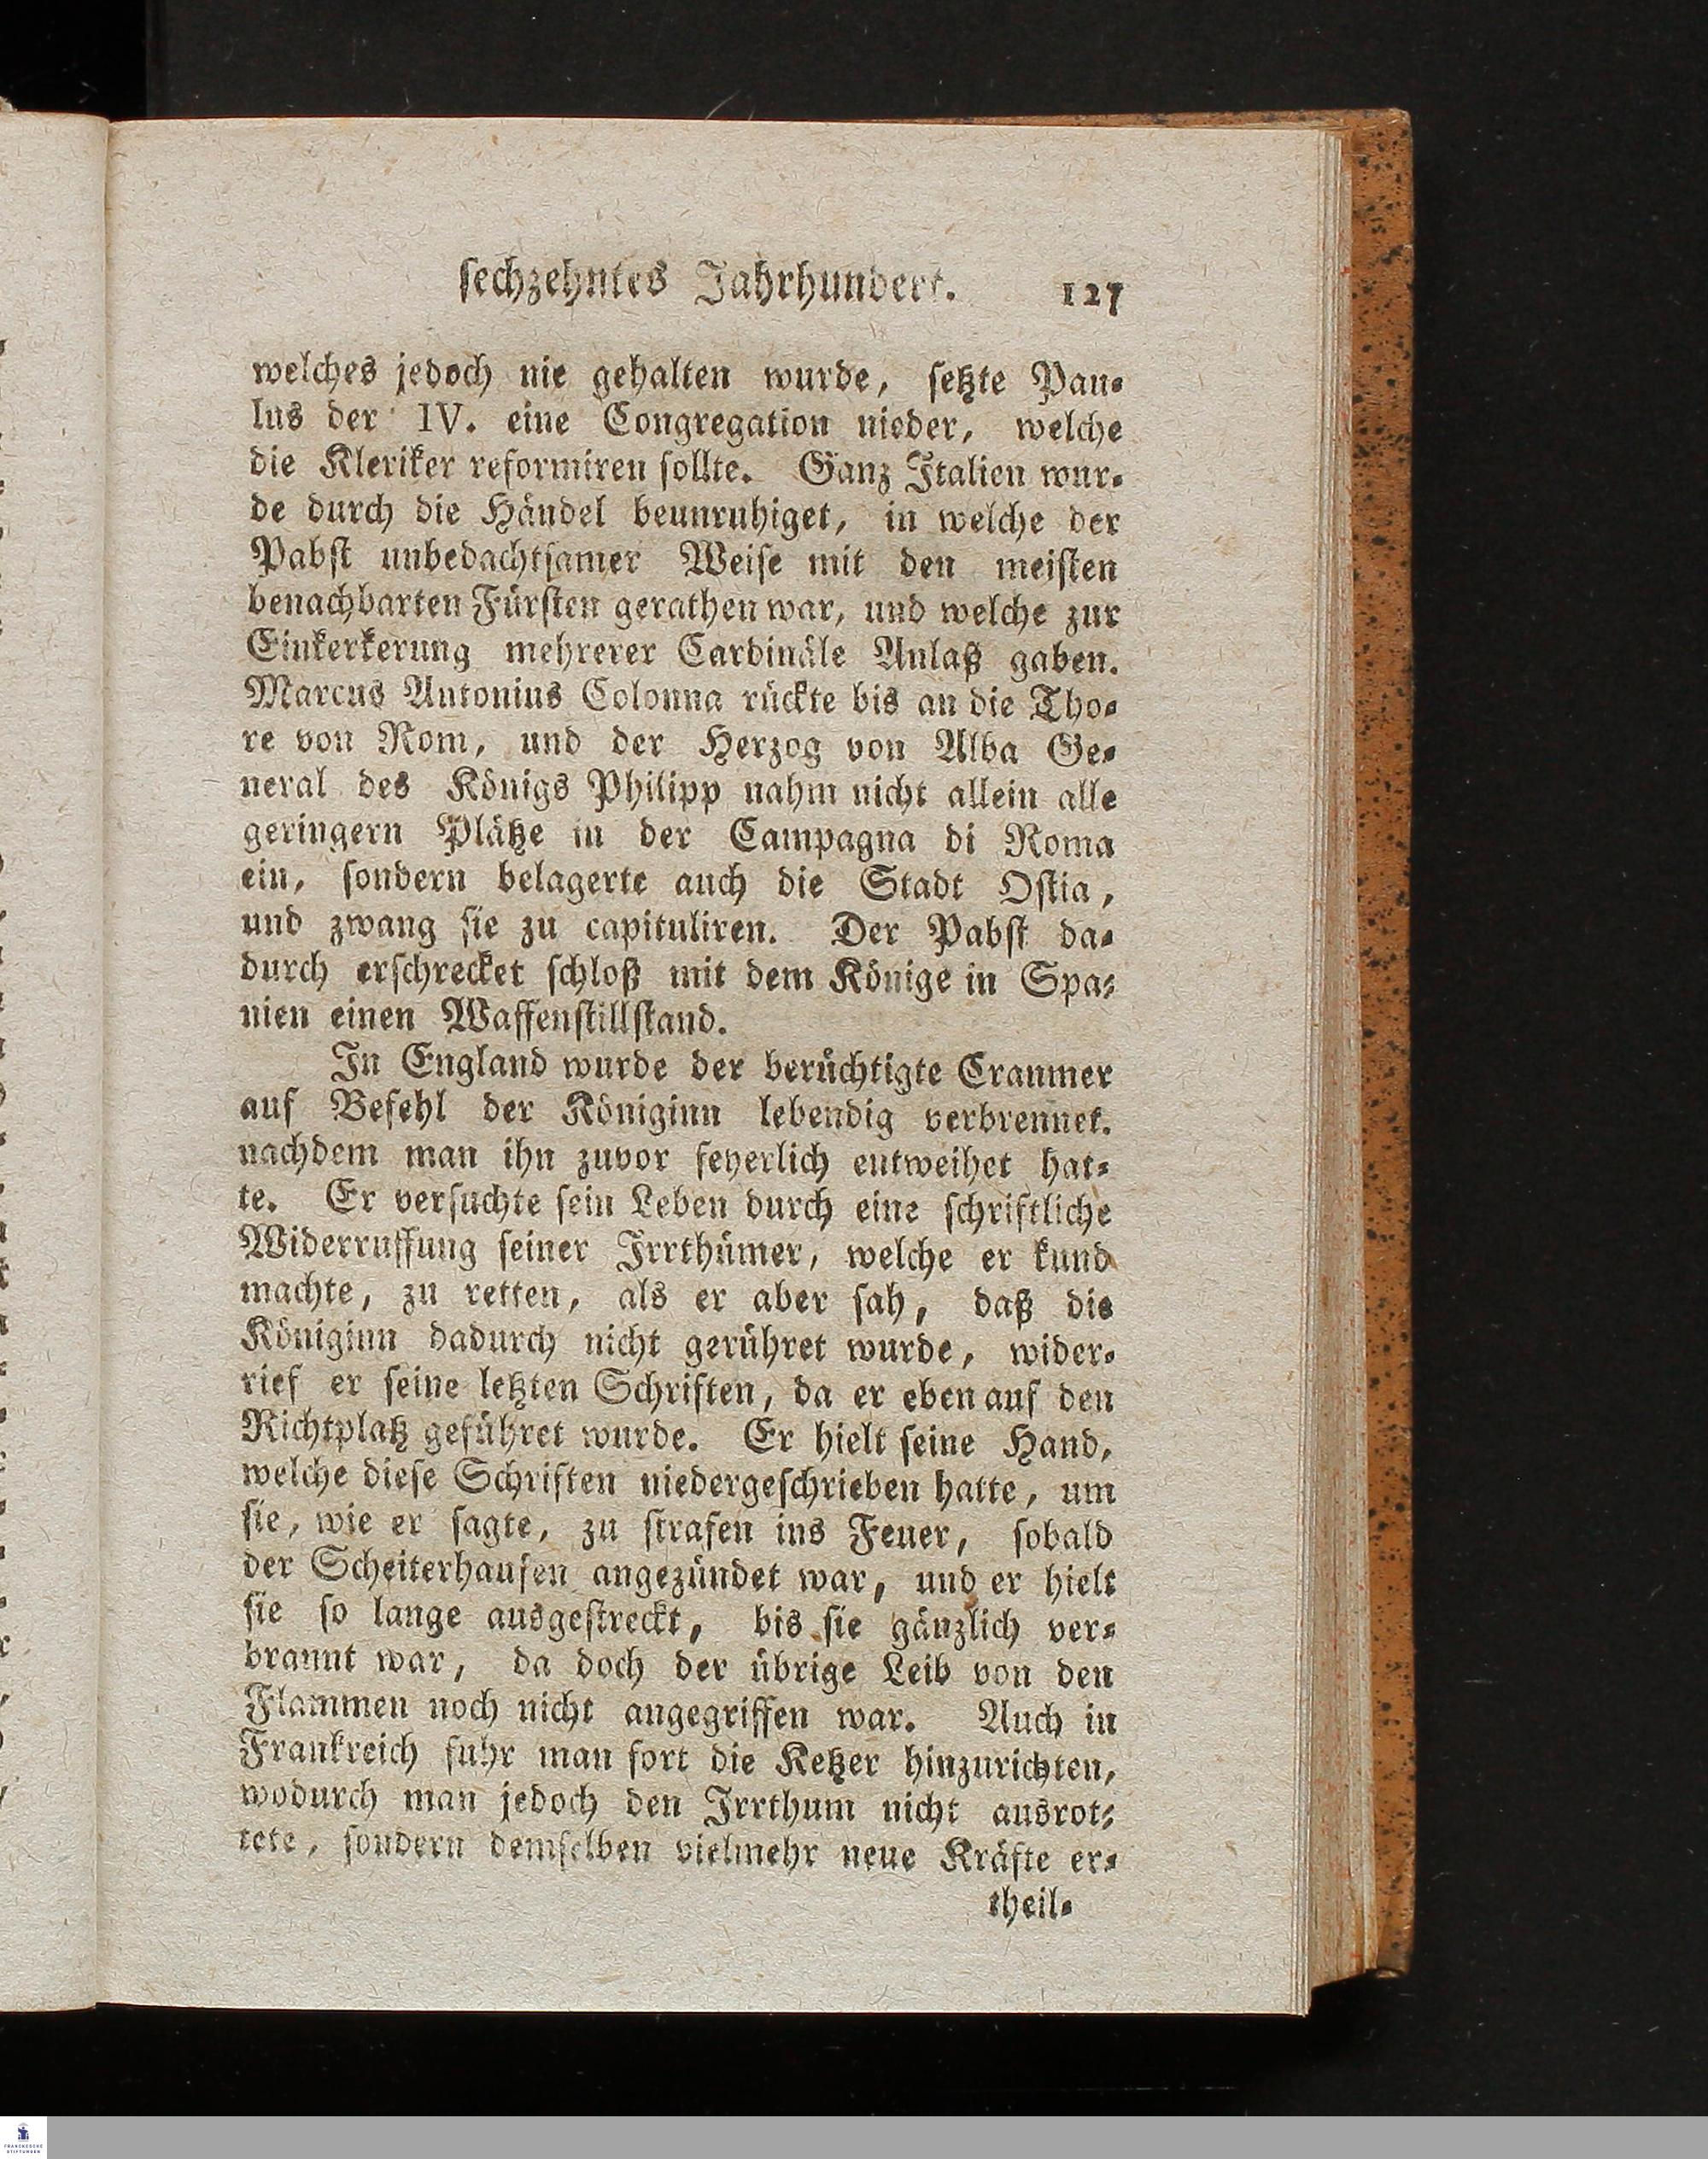 sechzehntes Jahrhundert. 127
welches jedoch nie gehalten wurde, setzte Pau-
lus der IV. eine Congregation nieder, welche
die Kleriker reformiren sollte. Ganz Italien wur-
de durch die Händel beunruhiget, in welche der
Pabst unbedachtsamer Weise mit den meisten
benachbarten Fürsten gerathen war, und welche zur
Einkerkerung mehrerer Cardinäle Anlaß gaben.
Marcus Antonius Colonna rückte bis an die Tho-
re von Rom, und der Herzog von Alba Ge-
neral des Königs Philipp nahm nicht allein alle
geringern Plätze in der Campagna di Roma
ein, sondern belagerte auch die Stadt Ostia,
und zwang sie zu capituliren. Der Pabst da-
durch erschrecket schloß mit dem Könige in Spa-
nien einen Waffenstillstand.
In England wurde der berüchtigte Cranmer
auf Befehl der Königinn lebendig verbrennet.
nachdem man ihn zuvor feyerlich entweihet hat-
te. Er versuchte sein Leben durch eine schriftliche
Widerruffung seiner Irrthümer, welche er kund
machte, zu retten, als er aber sah, daß die
Königinn dadurch nicht gerühret wurde, wider-
rief er seine letzten Schriften, da er eben auf den
Richtplatz geführet wurde. Er hielt seine Hand,
welche diese Schriften niedergeschrieben hatte, um
sie, wie er sagte, zu strafen ins Feuer, sobald
der Scheiterhaufen angezündet war, und er hielt
sie so lange ausgestreckt, bis sie gänzlich ver-
brannt war, da doch der übrige Leib von den
Flammen noch nicht angegriffen war. Auch in
Frankreich fuhr man fort die Ketzer hinzurichten,
wodurch man jedoch den Irrthum nicht ausrot-
tete, sondern demselben vielmehr neue Kräfte er-
theil-
FRANCKESCHE
STIFTUNGEN